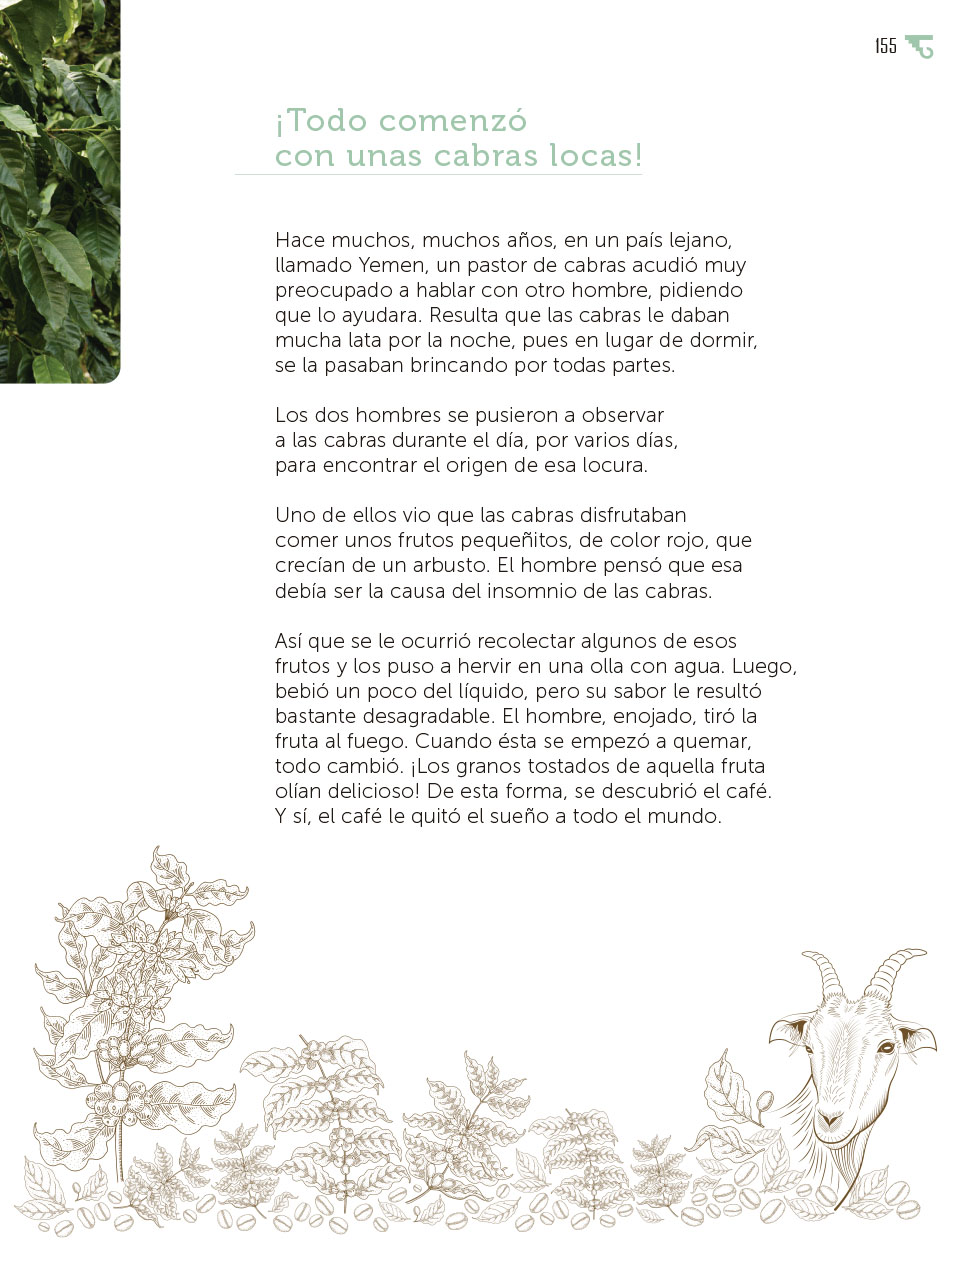 155
¡Todo comenzó
con unas cabras locas!
Hace muchos, muchos años, en un país lejano,
llamado Yemen, un pastor de cabras acudió muy
preocupado a hablar con otro hombre, pidiendo
que lo ayudara. Resulta que las cabras le daban
mucha lata por la noche, pues en lugar de dormir,
se la pasaban brincando por todas partes.
Los dos hombres se pusieron a observar
a las cabras durante el día, por varios días,
para encontrar el origen de esa locura.
Uno de ellos vio que las cabras disfrutaban
comer unos frutos pequeñitos, de color rojo, que
crecían de un arbusto. El hombre pensó que esa
debía ser la causa del insomnio de las cabras.
Así que se le ocurrió recolectar algunos de esos
frutos y los puso a hervir en una olla con agua. Luego,
bebió un poco del líquido, pero su sabor le resultó
bastante desagradable. El hombre, enojado, tiró la
fruta al fuego. Cuando ésta se empezó a quemar,
todo cambió. ¡Los granos tostados de aquella fruta
olían delicioso! De esta forma, se descubrió el café.
Y sí, el café le quitó el sueño a todo el mundo.